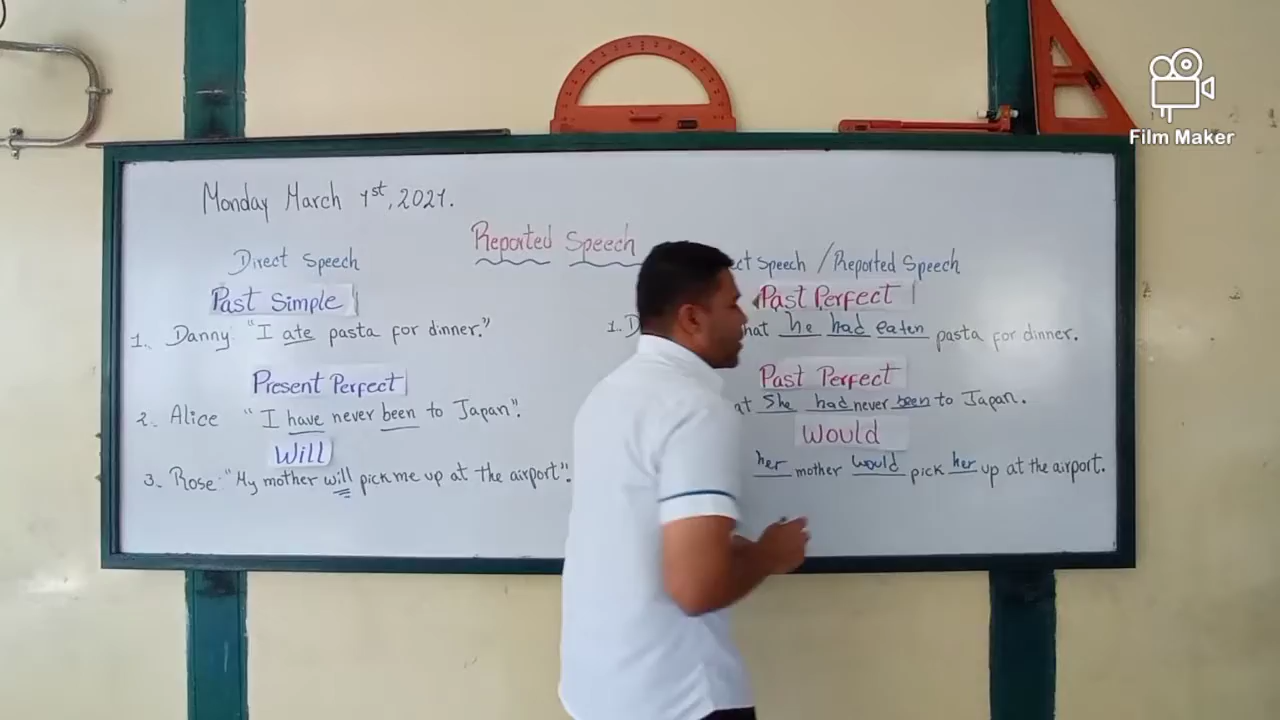 Film Maker
Monday March 1st, 2021.
Reported Speech
Direct Speech
ct Speech / Reported Speech
Past Simple
Past Perfect
1.. Danny: "I ate pasta for dinner."
1.. D hat he had eaten pasta for dinner.
Present Perfect
Past Perfect
2. Alice "I have never been to Japan".
at She had never been to Japan.
Will
Would
3. Rose: "My mother will pick me up at the airport".
her mother would pick her up at the airport.